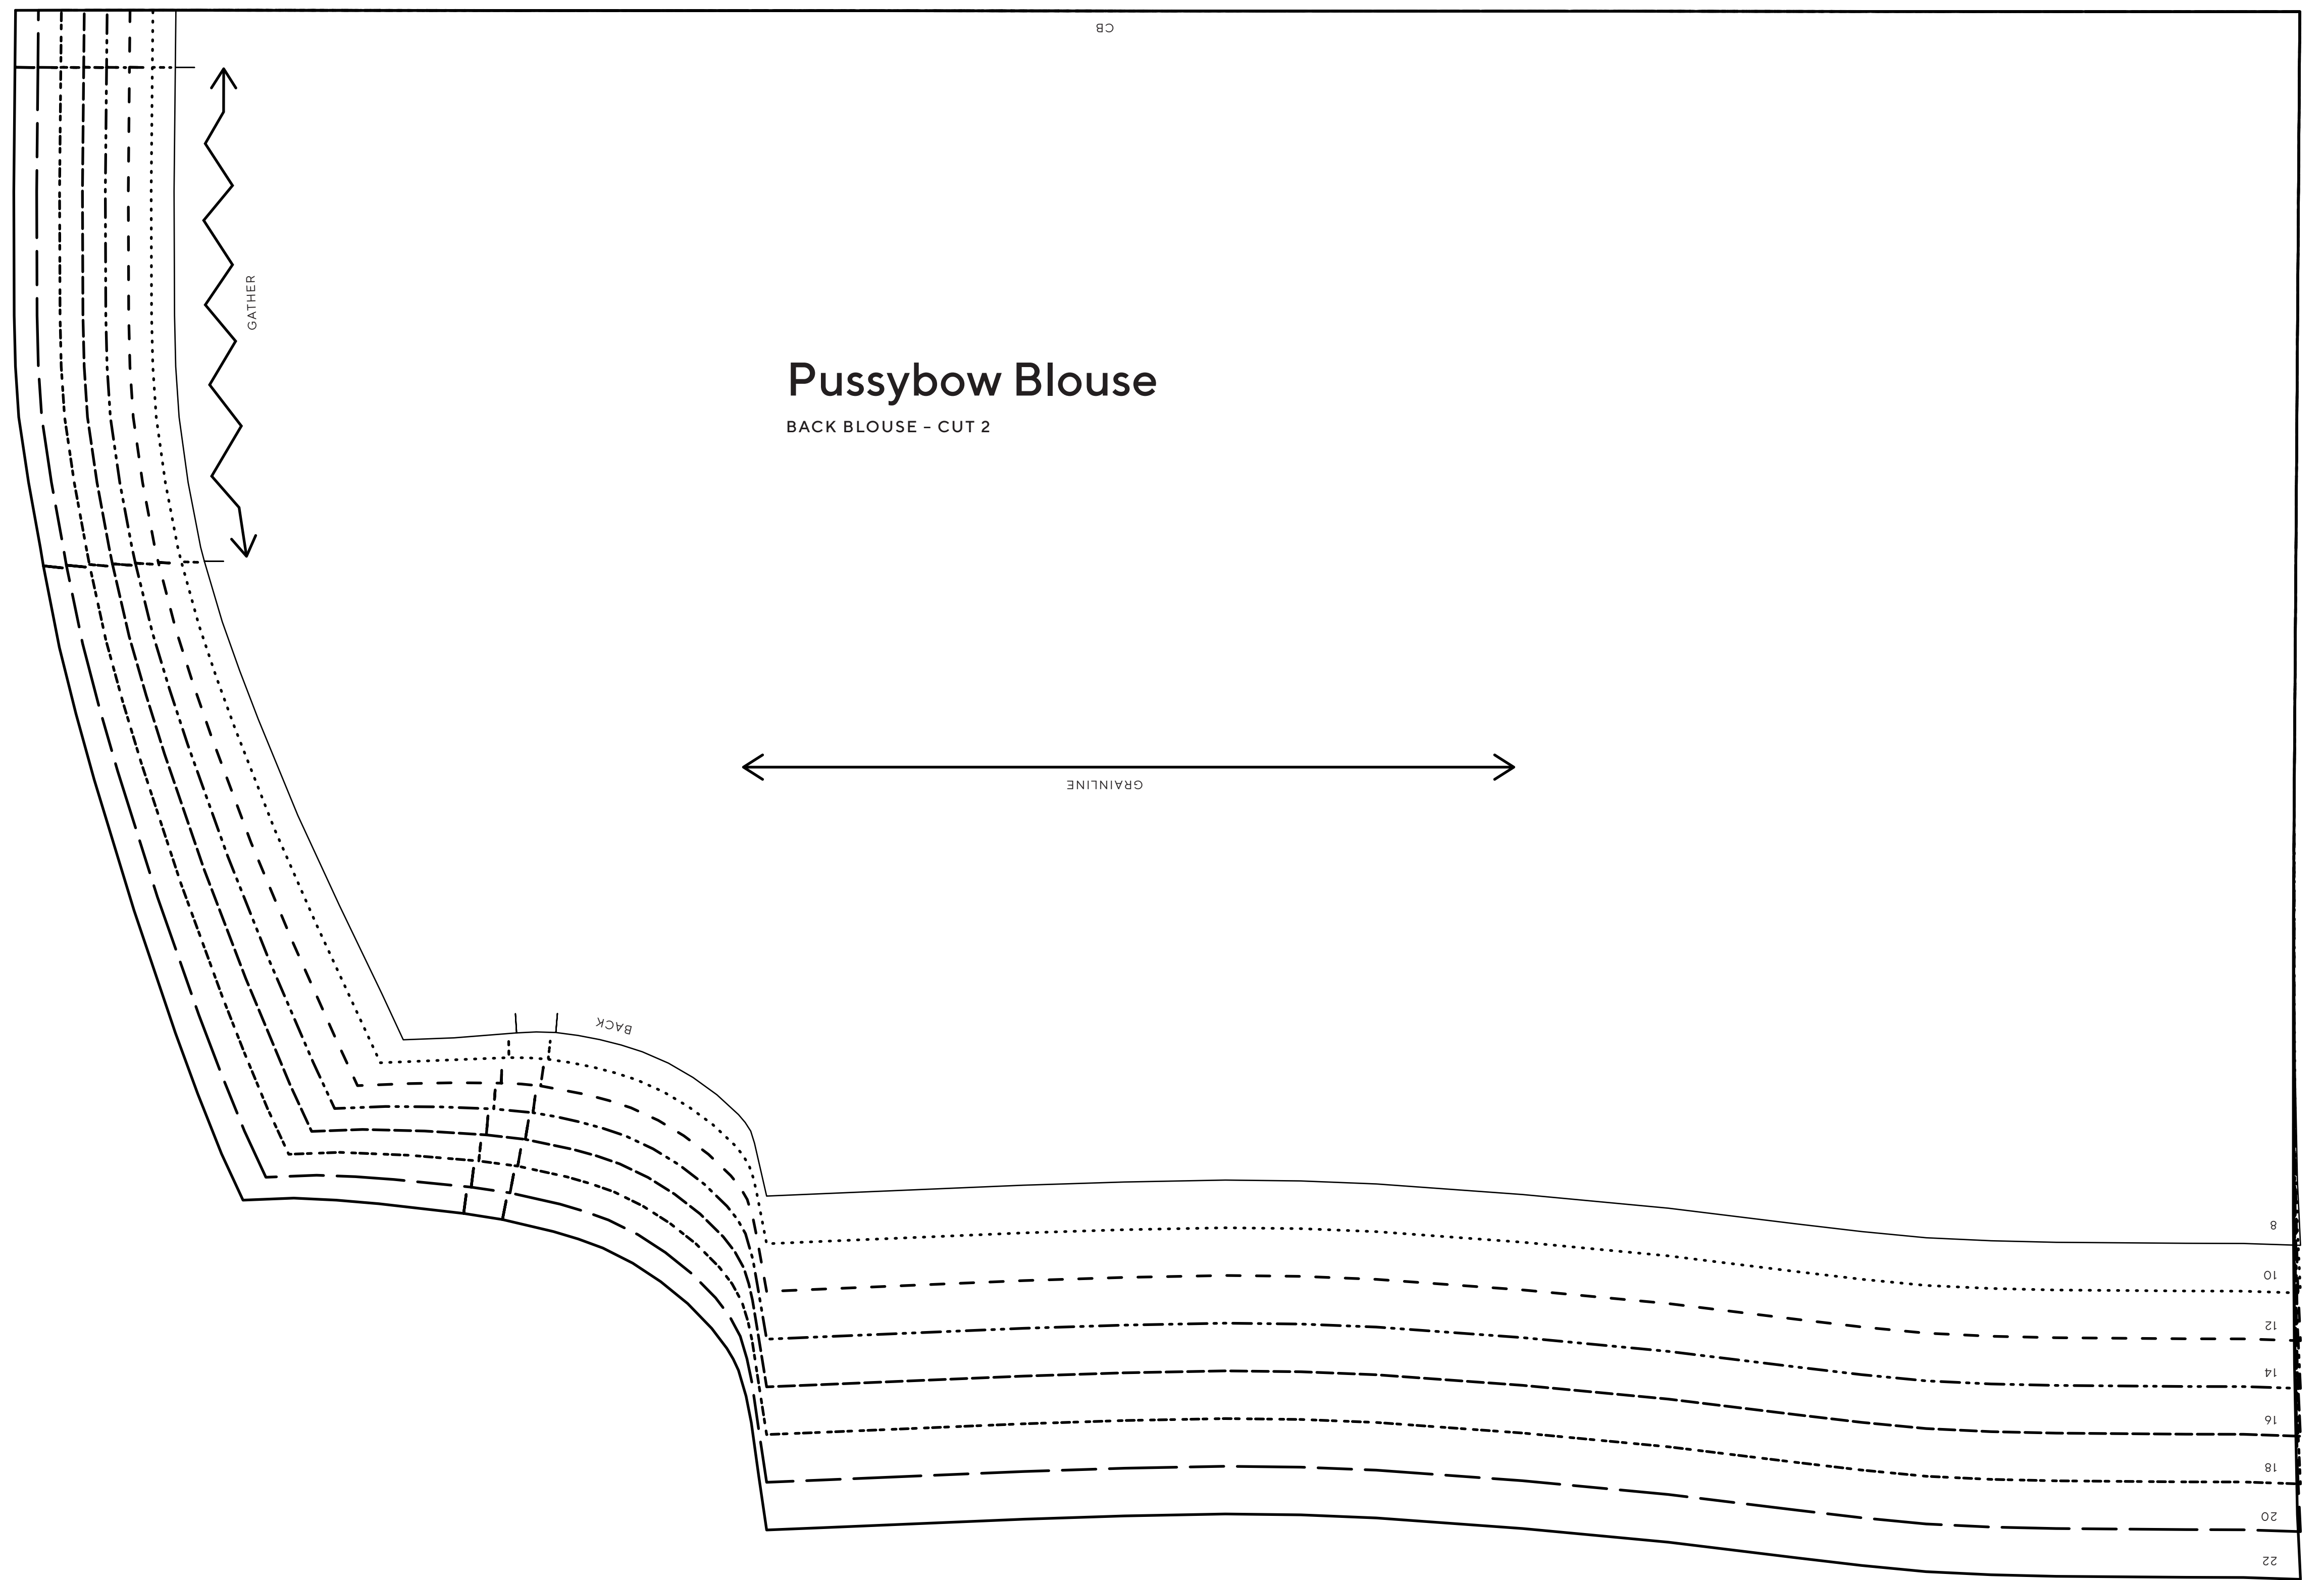 CB
GATHER
Pussybow Blouse
BACK BLOUSE – CUT 2
GRAINLINE
BACK
8
10
12
14
16
18
20
22